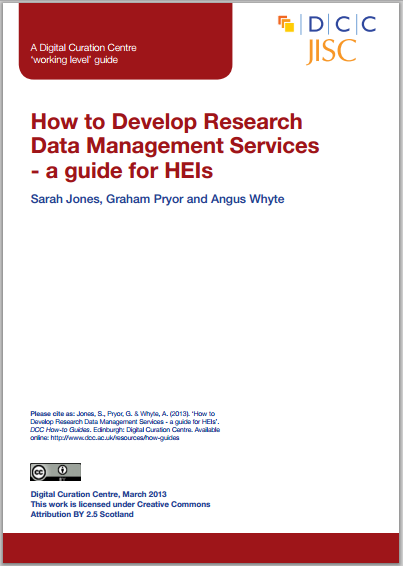 A Digital Curation Centre
‘working level’ guide
DCC
JISC
How to Develop Research
Data Management Services
- a guide for HEIs
Sarah Jones, Graham Pryor and Angus Whyte
Please cite as: Jones, S., Pryor, G. & Whyte, A. (2013). ‘How to
Develop Research Data Management Services - a guide for HEIs’.
DCC How-to Guides. Edinburgh: Digital Curation Centre. Available
online: http://www.dcc.ac.uk/resources/how-guides
cc
BY
Digital Curation Centre, March 2013
This work is licensed under Creative Commons
Attribution BY 2.5 Scotland